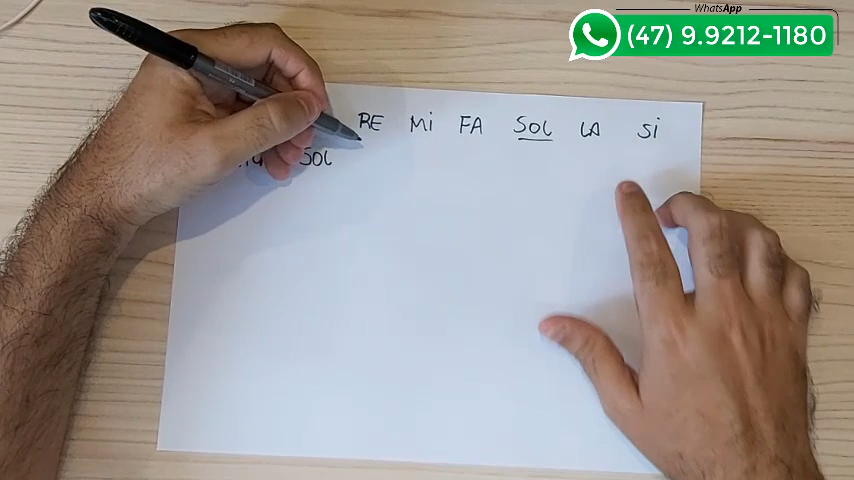 WhatsApp
(47) 9.9212-1180
RE Mi FA SOL LA Si
SOL